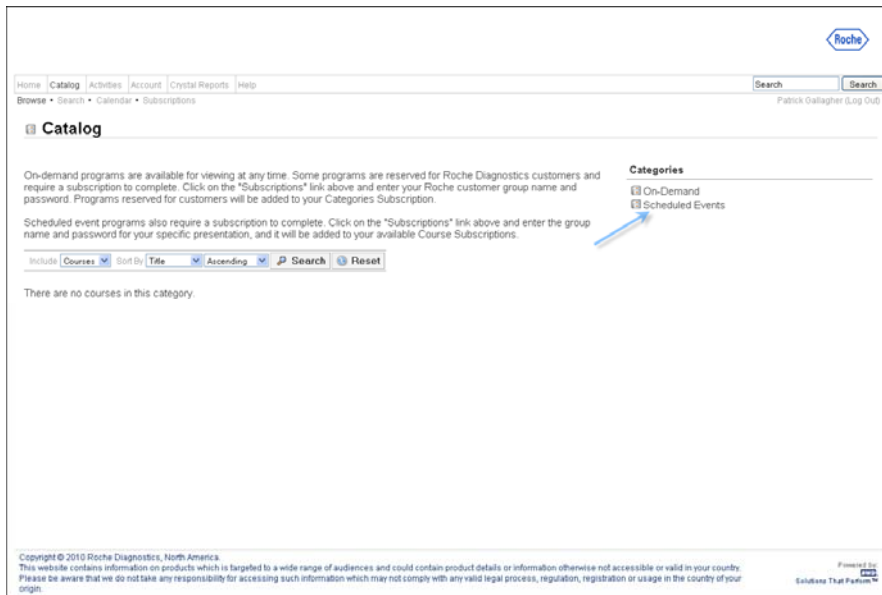 Roche
Home Catalog Activities Account Crystal Reports Help
Search Search
Browse • Search • Calendar • Subscriptions
Patrick Gallagher (Log Out)
Catalog
On-demand programs are available for viewing at any time. Some programs are reserved for Roche Diagnostics customers and
require a subscription to complete. Click on the "Subscriptions" link above and enter your Roche customer group name and
password. Programs reserved for customers will be added to your Categories Subscription.
Scheduled event programs also require a subscription to complete. Click on the "Subscriptions" link above and enter the group
name and password for your specific presentation, and it will be added to your available Course Subscriptions.
Include Courses Sort By Title Ascending Search Reset
There are no courses in this category.
Categories
On-Demand
Scheduled Events
Copyright © 2010 Roche Diagnostics, North America.
This website contains information on products which is targeted to a wide range of audiences and could contain product details or information otherwise not accessible or valid in your country.
Please be aware that we do not take any responsibility for accessing such information which may not comply with any valid legal process, regulation, registration or usage in the country of your
origin.
Powered by
Solutions That Perform™